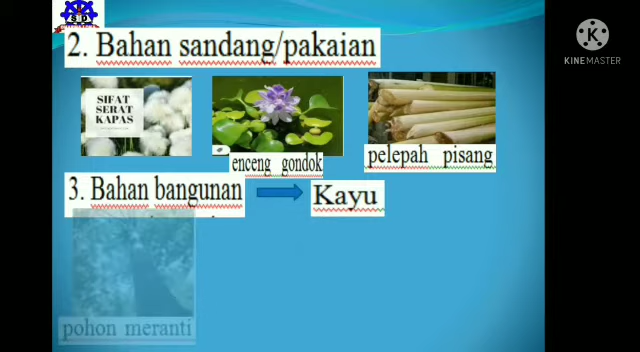 2. Bahan sandang/pakaian
SIFAT
SERAT
KAPAS
enceng gondok
pelepah pisang
3. Bahan bangunan
Kayu
pohon meranti
K
KINEMASTER